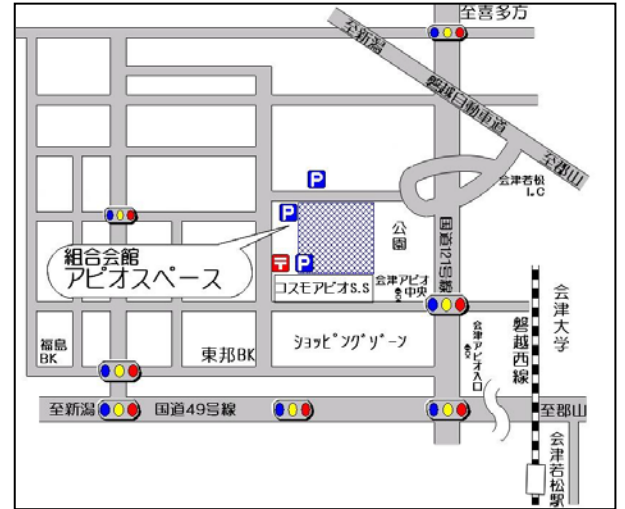 至喜多方
至新潟
磐越自動車道
至郡山
会津若松
I.C
P
P
公園
国道121号線
組合会館
アピオスペース
〒
P
コスモアピオS.S
会津アピオ
中央
会津大学
磐越西線
会津アピオ入口
福島
BK
東邦BK
ショッピングゾーン
至新潟
国道49号線
至郡山
会津若松駅